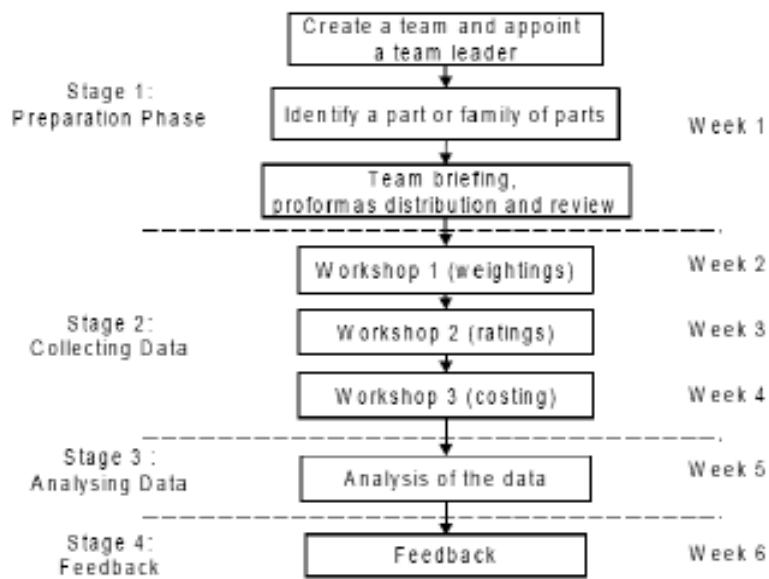 Create a team and appoint
a team leader
Stage 1:
Preparation Phase
Identify a part or family of parts
Week 1
Team briefing,
proformas distribution and review
Workshop 1 (weightings)
Week 2
Stage 2:
Collecting Data
Workshop 2 (ratings)
Week 3
Workshop 3 (costing)
Week 4
Stage 3 :
Analysing Data
Analysis of the data
Week 5
Stage 4:
Feedback
Feedback
Week 6